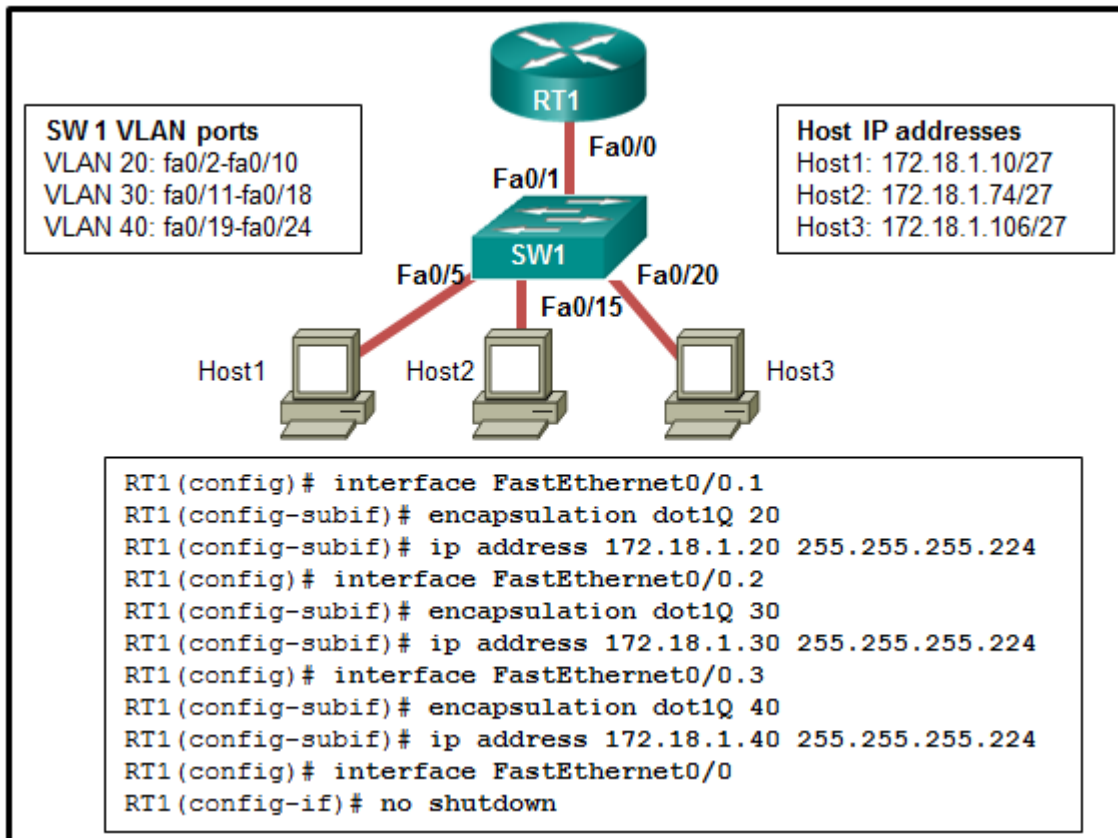 RT1
Fa0/0
SW 1 VLAN ports
VLAN 20: fa0/2-fa0/10
VLAN 30: fa0/11-fa0/18
VLAN 40: fa0/19-fa0/24
Host IP addresses
Host1: 172.18.1.10/27
Host2: 172.18.1.74/27
Host3: 172.18.1.106/27
Fa0/1
SW1
Fa0/5
Fa0/15
Fa0/20
Host1
Host2
Host3
RT1(config)# interface FastEthernet0/0.1
RT1(config-subif)# encapsulation dot1Q 20
RT1(config-subif)# ip address 172.18.1.20 255.255.255.224
RT1(config)# interface FastEthernet0/0.2
RT1(config-subif)# encapsulation dot1Q 30
RT1(config-subif)# ip address 172.18.1.30 255.255.255.224
RT1(config)# interface FastEthernet0/0.3
RT1(config-subif)# encapsulation dot1Q 40
RT1(config-subif)# ip address 172.18.1.40 255.255.255.224
RT1(config)# interface FastEthernet0/0
RT1(config-if)# no shutdown